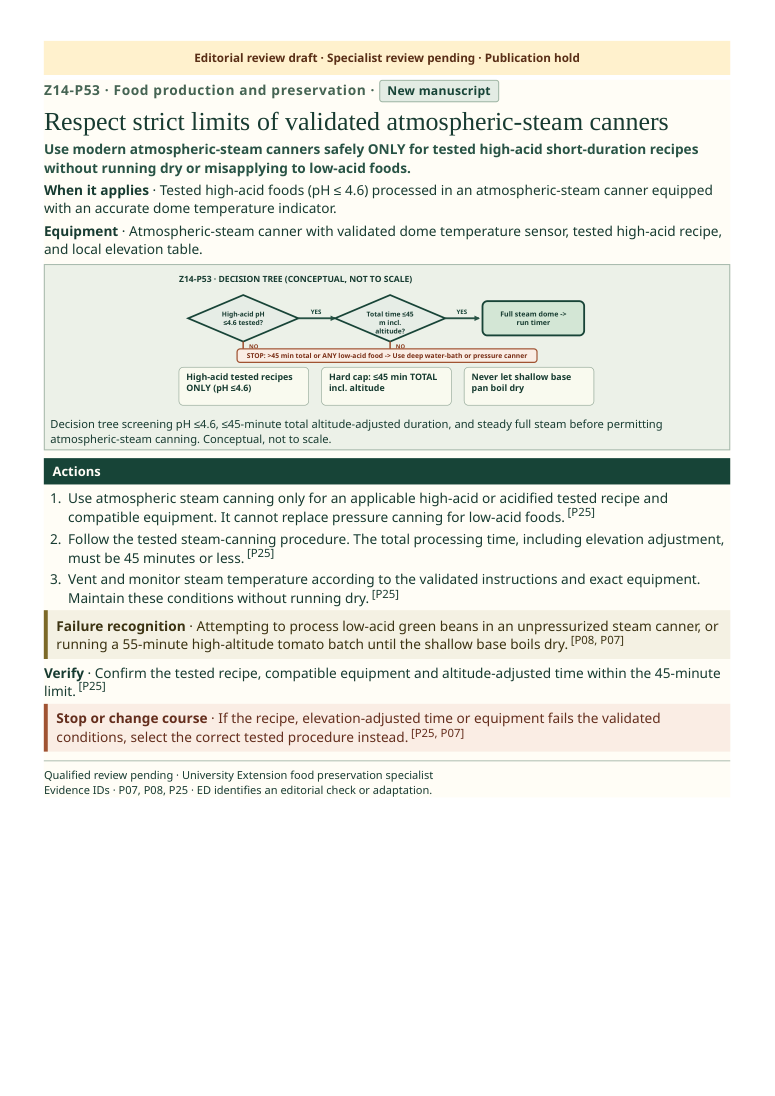 Editorial review draft · Specialist review pending · Publication hold
Z14-P53 · Food production and preservation · New manuscript
Respect strict limits of validated atmospheric-steam canners
Use modern atmospheric-steam canners safely ONLY for tested high-acid short-duration recipes
without running dry or misapplying to low-acid foods.
When it applies · Tested high-acid foods (pH ≤ 4.6) processed in an atmospheric-steam canner equipped
with an accurate dome temperature indicator.
Equipment · Atmospheric-steam canner with validated dome temperature sensor, tested high-acid recipe,
and local elevation table.
Z14-P53 · DECISION TREE (CONCEPTUAL, NOT TO SCALE)
High-acid pH
≤4.6 tested?
YES
Total time ≤45
m incl.
altitude?
YES
Full steam dome ->
run timer
NO
NO
STOP: >45 min total or ANY low-acid food -> Use deep water-bath or pressure canner
High-acid tested recipes
ONLY (pH ≤4.6)
Hard cap: ≤45 min TOTAL
incl. altitude
Never let shallow base
pan boil dry
Decision tree screening pH ≤4.6, ≤45-minute total altitude-adjusted duration, and steady full steam before permitting
atmospheric-steam canning. Conceptual, not to scale.
Actions
1. Use atmospheric steam canning only for an applicable high-acid or acidified tested recipe and
compatible equipment. It cannot replace pressure canning for low-acid foods. [P25]
2. Follow the tested steam-canning procedure. The total processing time, including elevation adjustment,
must be 45 minutes or less. [P25]
3. Vent and monitor steam temperature according to the validated instructions and exact equipment.
Maintain these conditions without running dry. [P25]
Failure recognition · Attempting to process low-acid green beans in an unpressurized steam canner, or
running a 55-minute high-altitude tomato batch until the shallow base boils dry. [P08, P07]
Verify · Confirm the tested recipe, compatible equipment and altitude-adjusted time within the 45-minute
limit. [P25]
Stop or change course · If the recipe, elevation-adjusted time or equipment fails the validated
conditions, select the correct tested procedure instead. [P25, P07]
Qualified review pending · University Extension food preservation specialist
Evidence IDs · P07, P08, P25 · ED identifies an editorial check or adaptation.